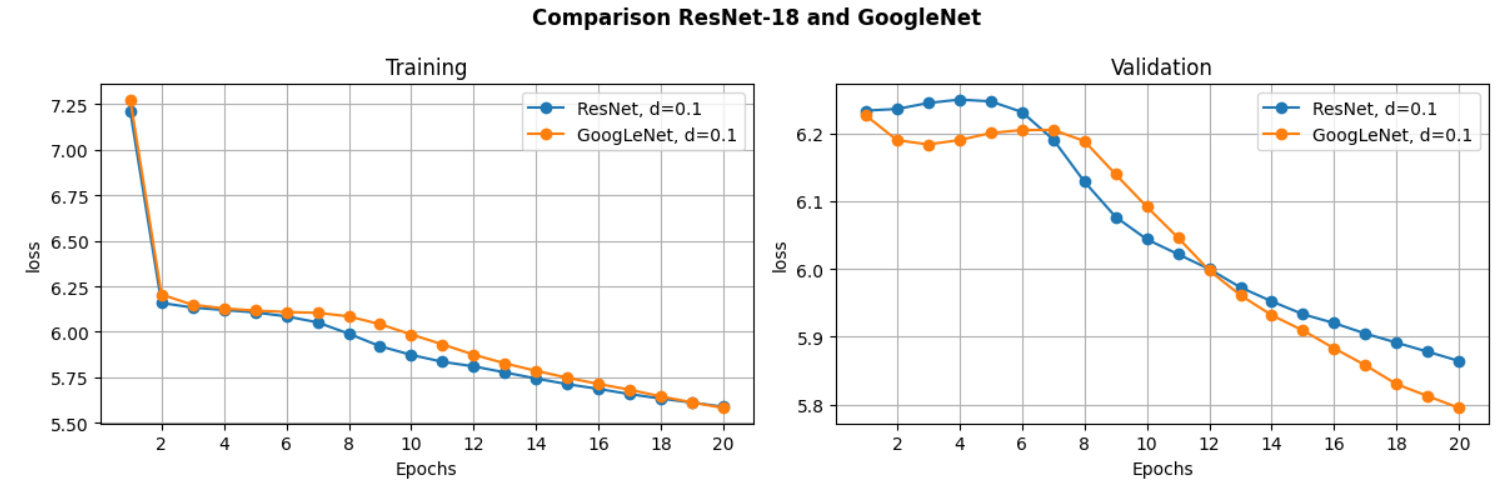 Comparison ResNet-18 and GoogleNet
Training
ResNet, d=0.1
GoogLeNet, d=0.1
7.25
7.00
6.75
6.50
6.25
6.00
5.75
5.50
loss
2 4 6 8 10 12 14 16 18 20
Epochs
Validation
ResNet, d=0.1
GoogLeNet, d=0.1
6.2
6.1
6.0
5.9
5.8
loss
2 4 6 8 10 12 14 16 18 20
Epochs